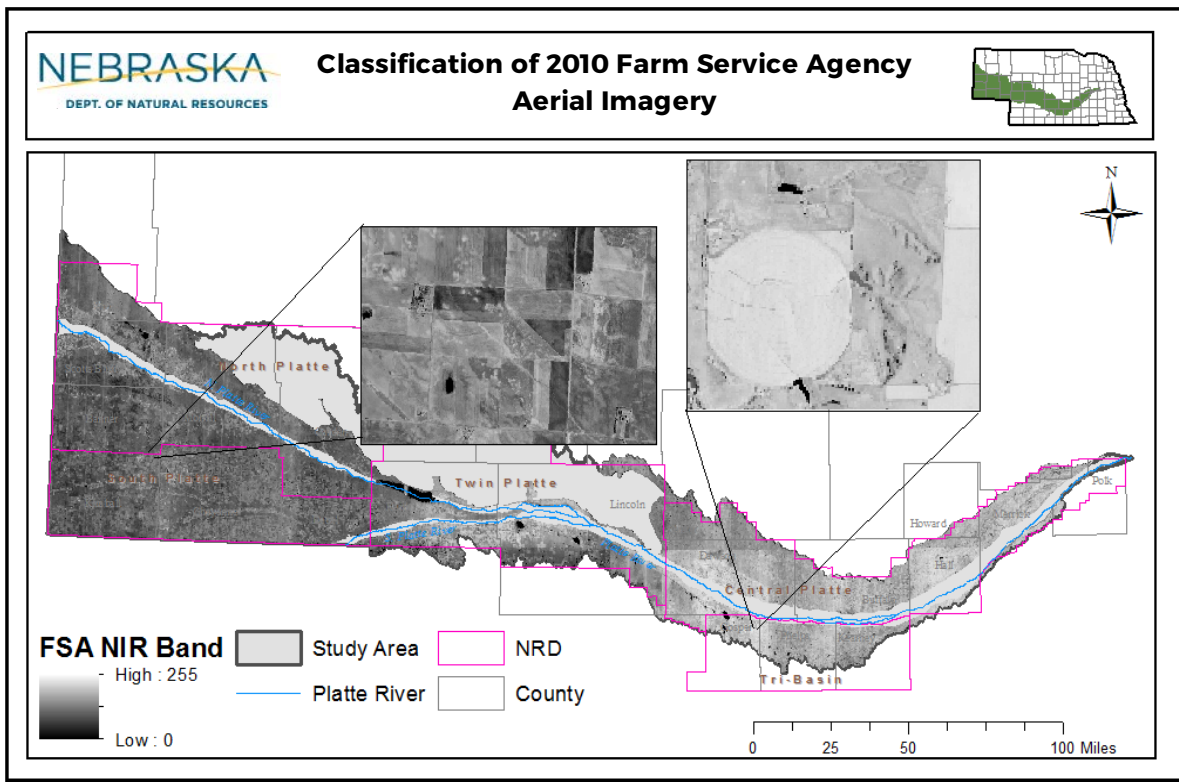 NEBRASKA
DEPT. OF NATURAL RESOURCES
Classification of 2010 Farm Service Agency
Aerial Imagery
N
North Platte
South Platte
Twin Platte
Lincoln
S Platte River
Howard
Polk
Hall
Central Platte
Tri-Basin
FSA NIR Band
High : 255
Low : 0
Study Area
Platte River
NRD
County
0 25 50 100 Miles